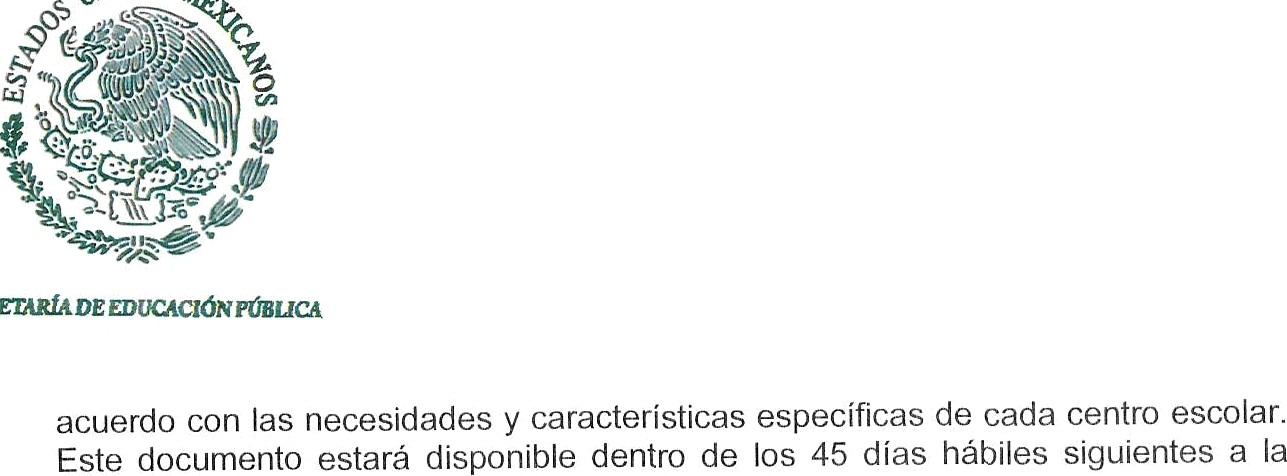 ESTADOS MEXICANOS
ETARÍA DE EDUCACIÓN PÚBLICA
acuerdo con las necesidades y características específicas de cada centro escolar.
Este documento estará disponible dentro de los 45 días hábiles siguientes a la